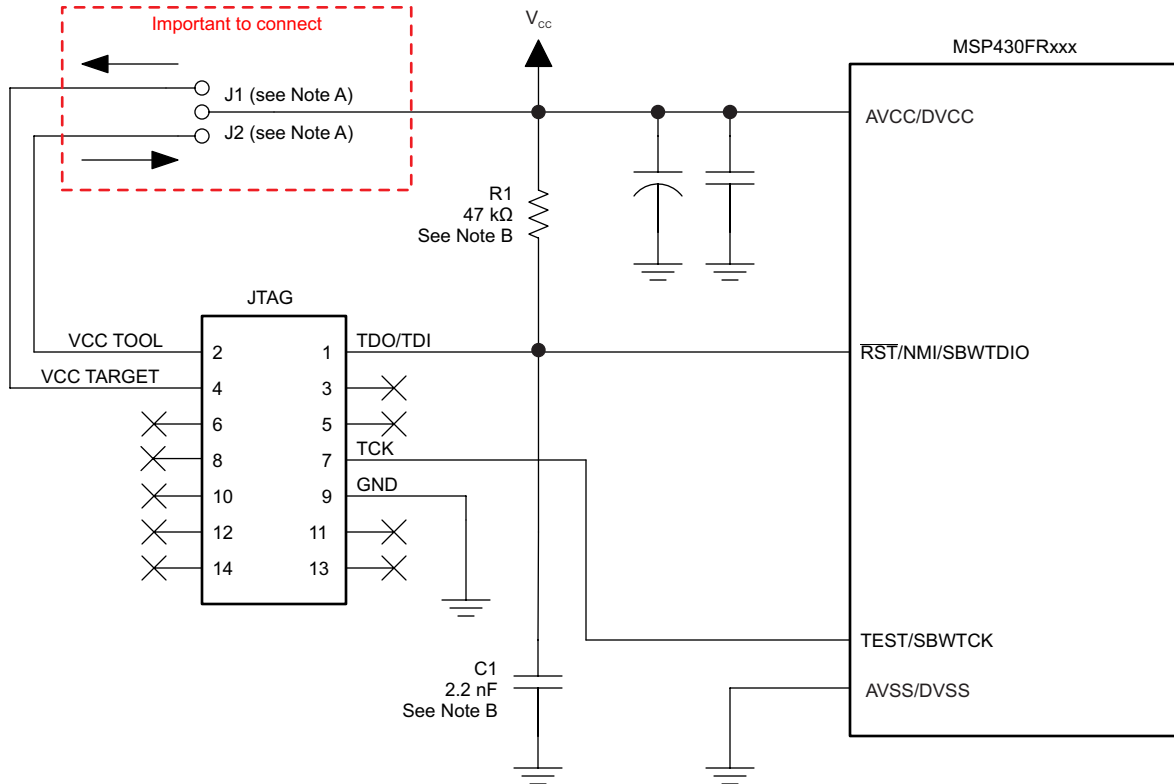 Important to connect
V_CC
MSP430FRxxx
J1 (see Note A)
AVCC/DVCC
J2 (see Note A)
R1
47 kΩ
See Note B
JTAG
VCC TOOL
2
1
TDO/TDI
R̅S̅T̅/NMI/SBWTDIO
VCC TARGET
4
3
6
5
8
7
TCK
10
9
GND
12
11
14
13
TEST/SBWTCK
C1
2.2 nF
See Note B
AVSS/DVSS